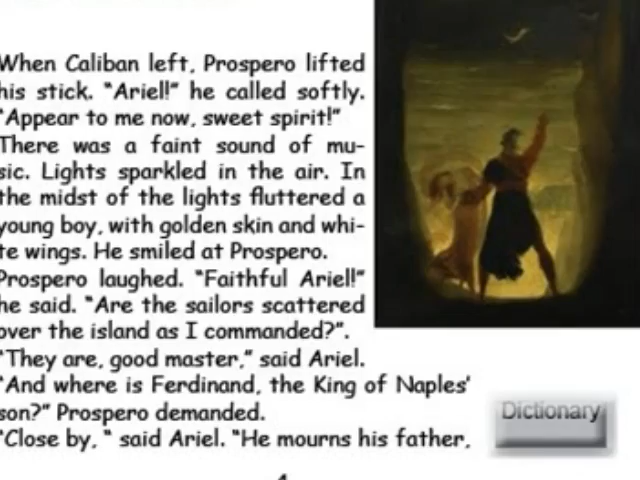 When Caliban left, Prospero lifted
his stick. “Ariel!” he called softly.
“Appear to me now, sweet spirit!”
There was a faint sound of mu-
sic. Lights sparkled in the air. In
the midst of the lights fluttered a
young boy, with golden skin and whi-
te wings. He smiled at Prospero.
Prospero laughed. “Faithful Ariel!”
he said. “Are the sailors scattered
over the island as I commanded?”.
“They are, good master,” said Ariel.
“And where is Ferdinand, the King of Naples’
son?” Prospero demanded.
“Close by, “ said Ariel. “He mourns his father,
Dictionary